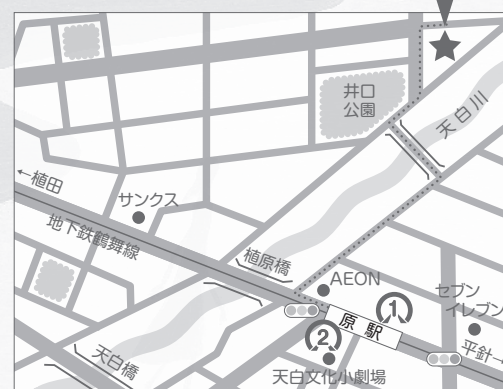 井口
公園
天白川
←植田
サンクス
地下鉄鶴舞線
植原橋
AEON
1
セブン
イレブン
原駅
2
平針→
天白橋
天白文化小劇場